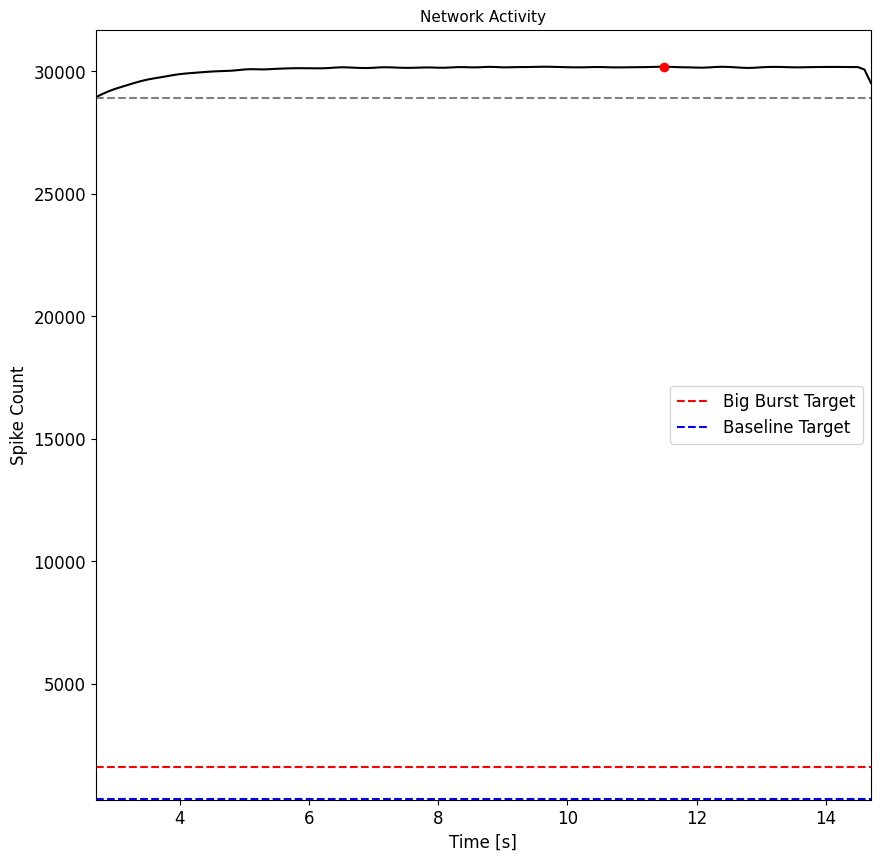 Network Activity
30000
25000
20000
15000
10000
5000
Spike Count
Big Burst Target
Baseline Target
4 6 8 10 12 14
Time [s]